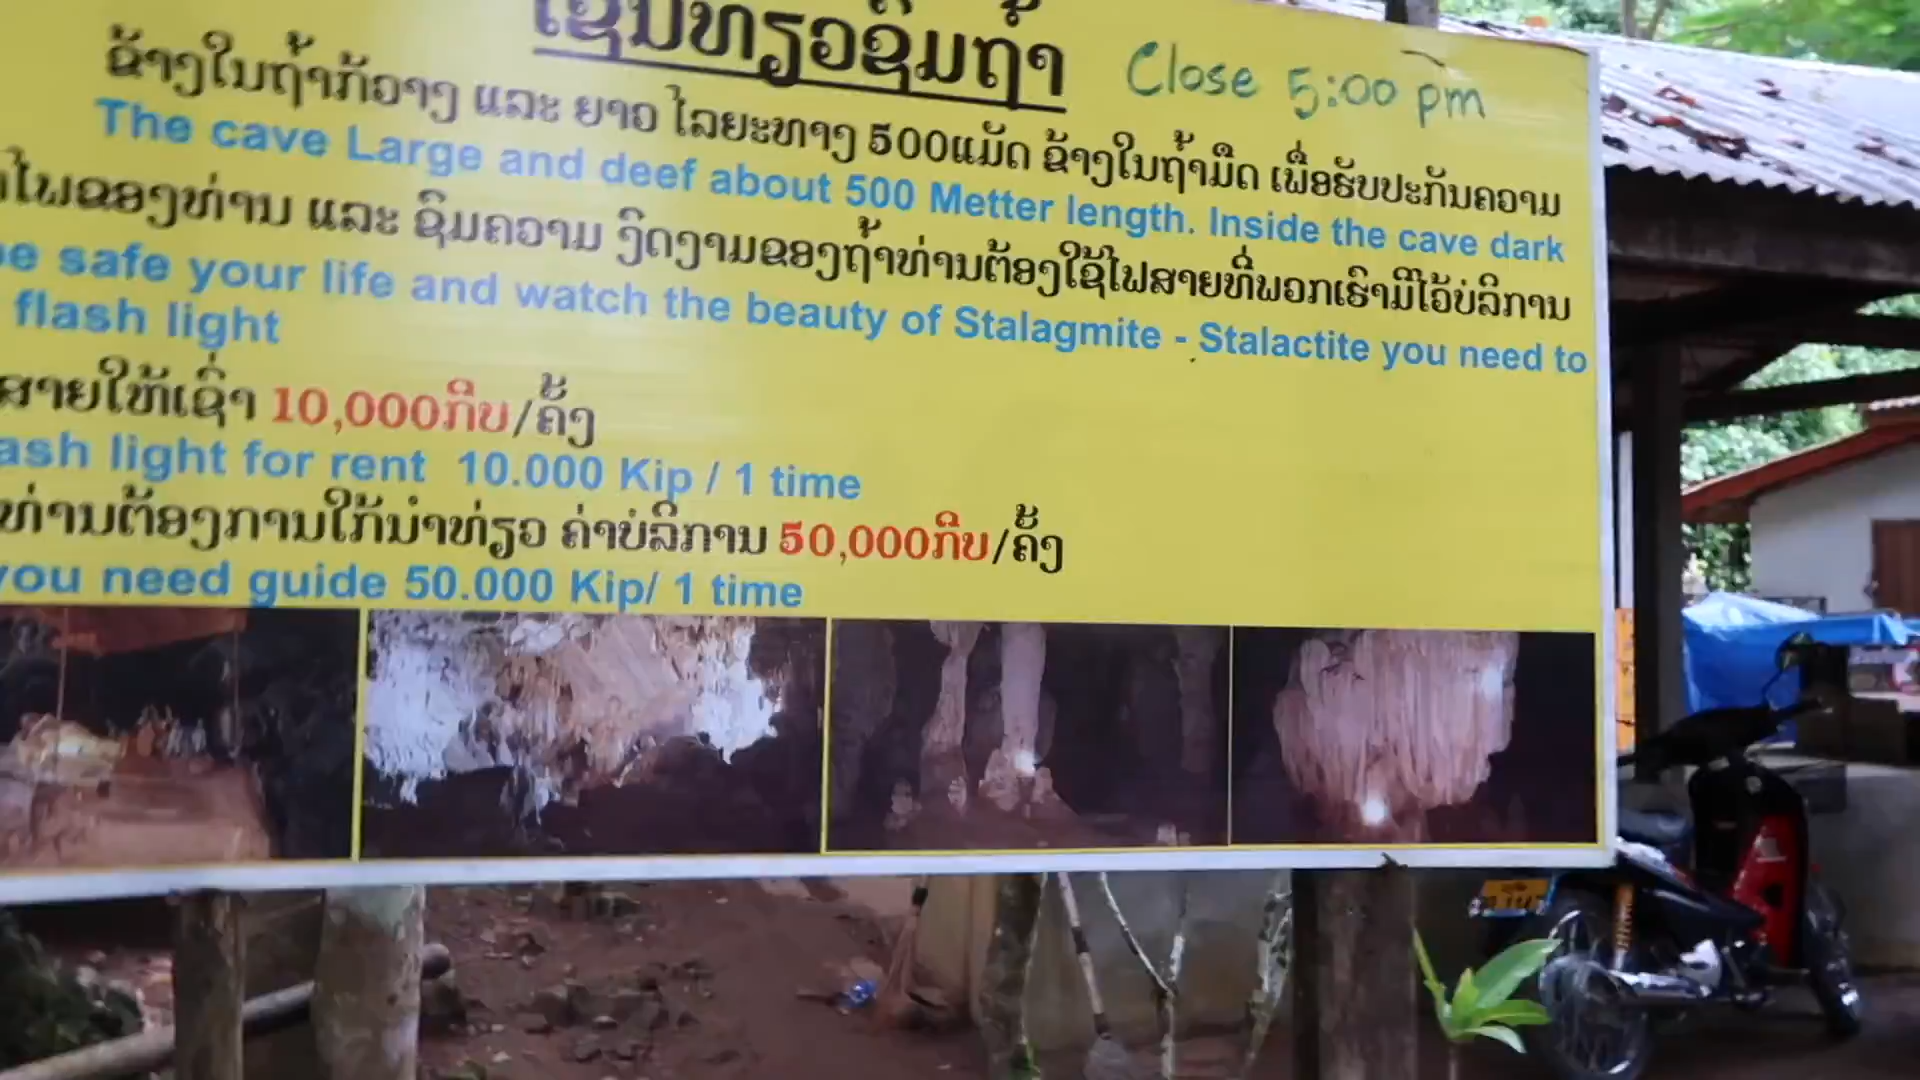 ເຊີນທ່ຽວຊົມຖ້ຳ Close 5:00 pm
ຂ້າງໃນຖ້ຳກ້ວາງ ແລະ ຍາວ ໄລຍະທາງ 500ແມັດ ຂ້າງໃນຖ້ຳມືດ ເພື່ອຮັບປະກັນຄວາມ
The cave Large and deef about 500 Metter length. Inside the cave dark
ໄພຂອງທ່ານ ແລະ ຊົມຄວາມ ງົດງາມຂອງຖ້ຳທ່ານຕ້ອງໃຊ້ໄຟສາຍທີ່ພວກເຮົາມີໄວ້ບໍລິການ
safe your life and watch the beauty of Stalagmite - Stalactite you need to
flash light
ສາຍໃຫ້ເຊົ່າ 10,000ກີບ/ຄັ້ງ
ash light for rent 10.000 Kip / 1 time
ທ່ານຕ້ອງການໃກ້ນຳທ່ຽວ ຄ່າບໍລິການ 50,000ກີບ/ຄັ້ງ
you need guide 50.000 Kip/ 1 time